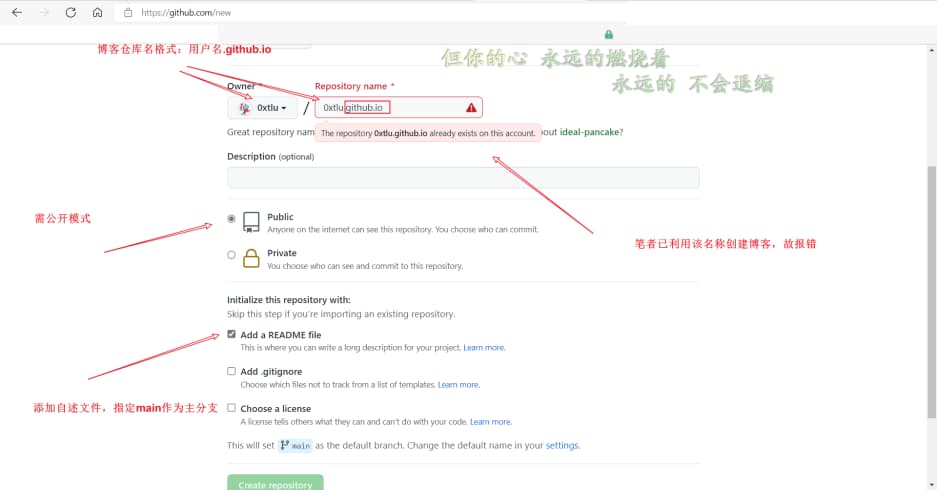 https://github.com/new
博客仓库名格式：用户名.github.io
但你的心 永远的燃烧着
永远的 不会退缩
Owner *
Repository name *
0xtlu
/
0xtlu.github.io
The repository 0xtlu.github.io already exists on this account.
Great repository nam
out ideal-pancake?
Description (optional)
需公开模式
Public
Anyone on the internet can see this repository. You choose who can commit.
笔者已利用该名称创建博客，故报错
Private
You choose who can see and commit to this repository.
Initialize this repository with:
Skip this step if you're importing an existing repository.
Add a README file
This is where you can write a long description for your project. Learn more.
Add .gitignore
Choose which files not to track from a list of templates. Learn more.
添加自述文件，指定main作为主分支
Choose a license
A license tells others what they can and can't do with your code. Learn more.
This will set main as the default branch. Change the default name in your settings.
Create repository